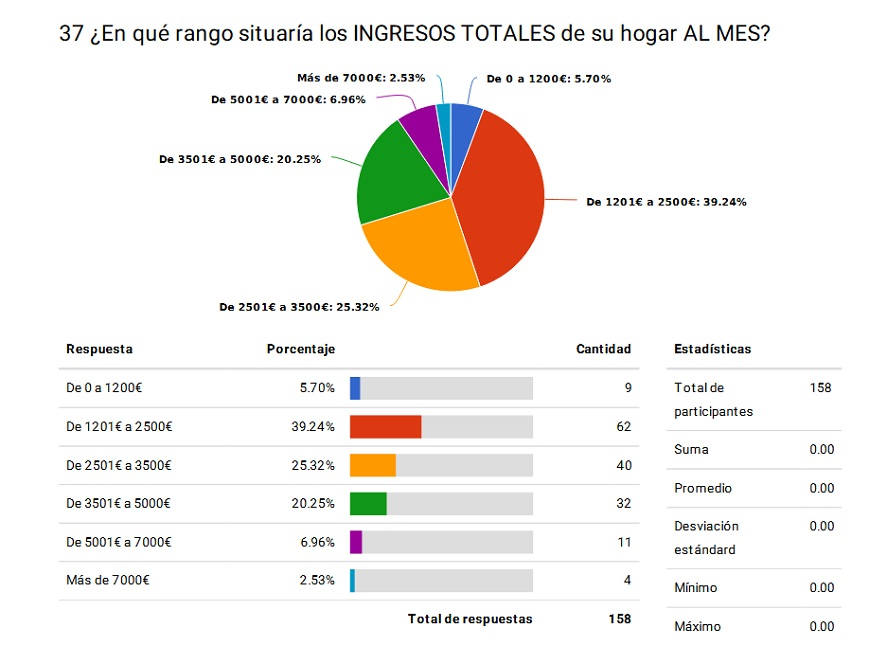 37 ¿En qué rango situaría los INGRESOS TOTALES de su hogar AL MES?
Más de 7000€: 2.53%
De 0 a 1200€: 5.70%
De 5001€ a 7000€: 6.96%
De 3501€ a 5000€: 20.25%
De 1201€ a 2500€: 39.24%
De 2501€ a 3500€: 25.32%
Respuesta Porcentaje Cantidad
De 0 a 1200€ 5.70% 9
De 1201€ a 2500€ 39.24% 62
De 2501€ a 3500€ 25.32% 40
De 3501€ a 5000€ 20.25% 32
De 5001€ a 7000€ 6.96% 11
Más de 7000€ 2.53% 4
Total de respuestas 158
Estadísticas
Total de 158
participantes
Suma 0.00
Promedio 0.00
Desviación 0.00
estándard
Mínimo 0.00
Máximo 0.00